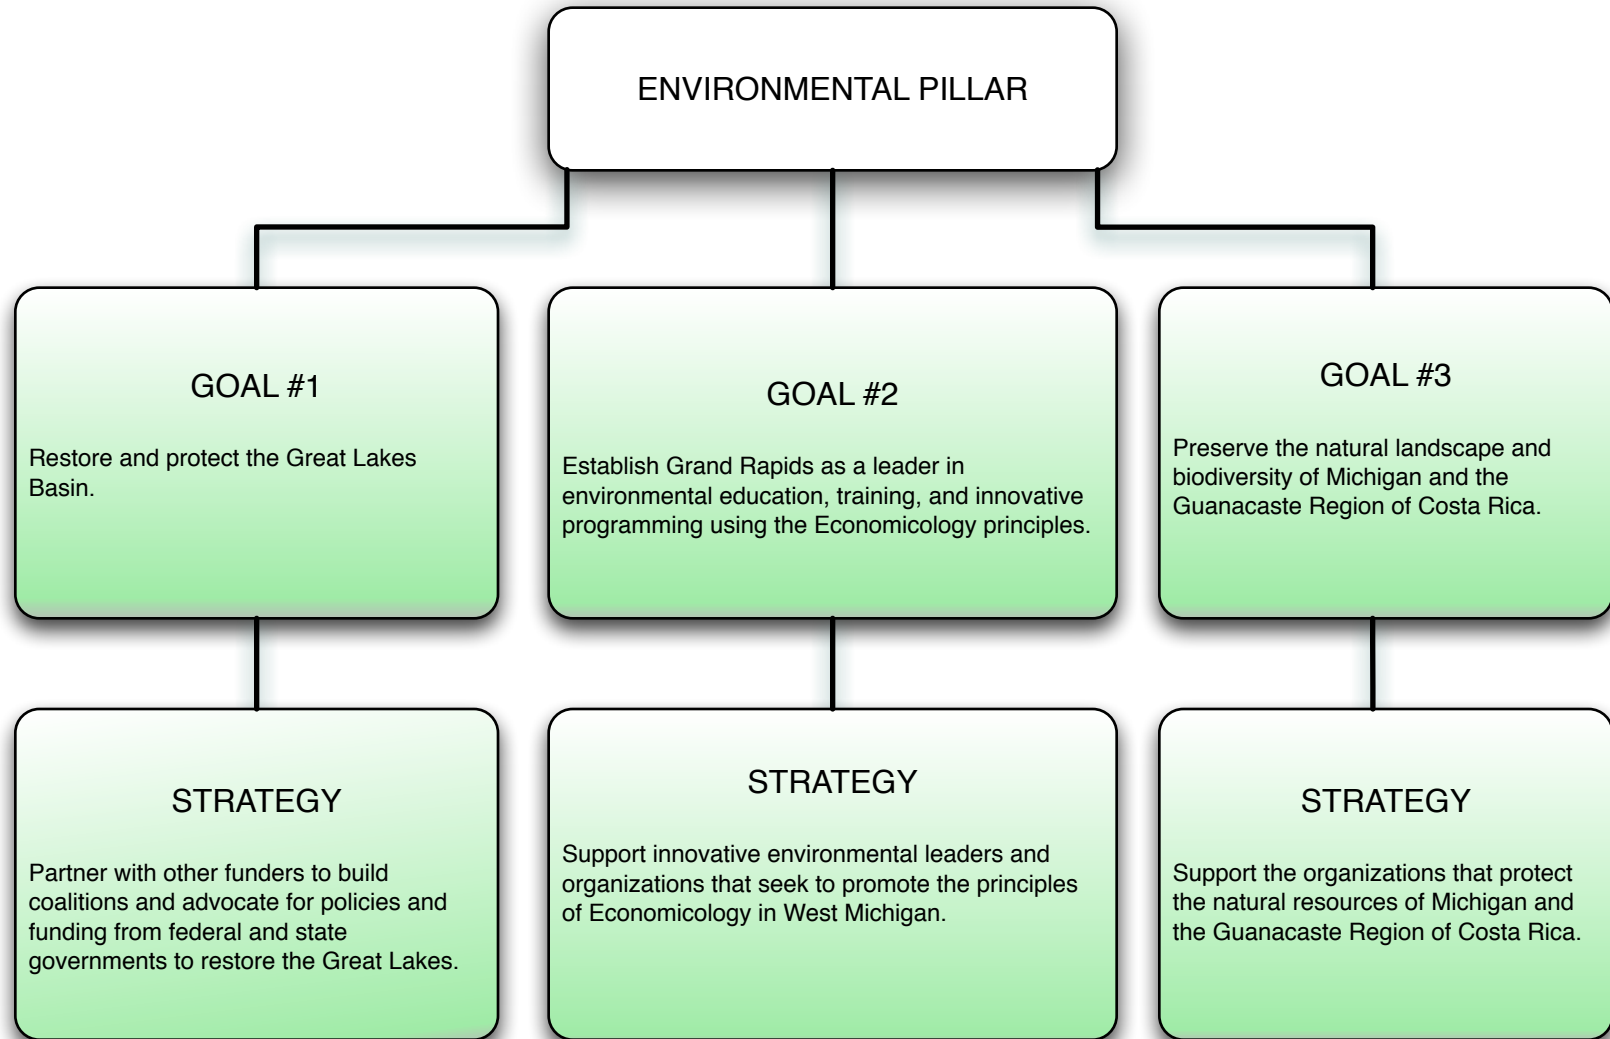 ENVIRONMENTAL PILLAR
GOAL #1
Restore and protect the Great Lakes
Basin.
GOAL #2
Establish Grand Rapids as a leader in
environmental education, training, and innovative
programming using the Economicology principles.
GOAL #3
Preserve the natural landscape and
biodiversity of Michigan and the
Guanacaste Region of Costa Rica.
STRATEGY
Partner with other funders to build
coalitions and advocate for policies and
funding from federal and state
governments to restore the Great Lakes.
STRATEGY
Support innovative environmental leaders and
organizations that seek to promote the principles
of Economicology in West Michigan.
STRATEGY
Support the organizations that protect
the natural resources of Michigan and
the Guanacaste Region of Costa Rica.